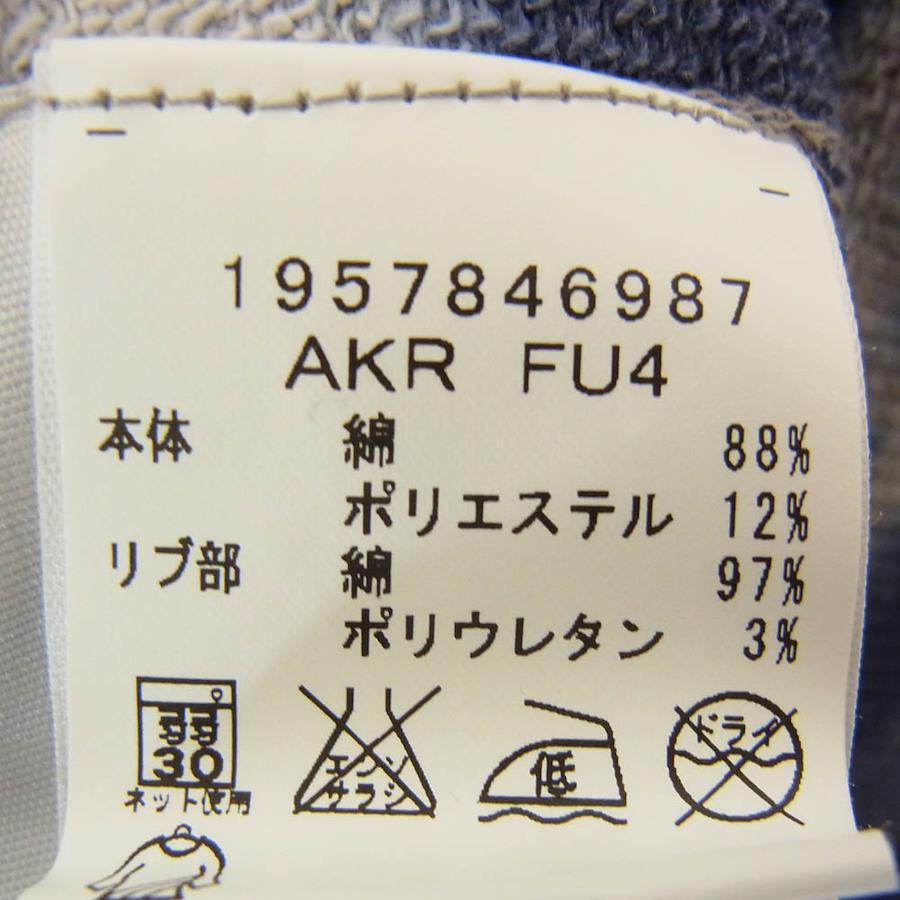 1957846987
AKR FU4
本体 綿 88%
ポリエステル 12%
リブ部 綿 97%
ポリウレタン 3%
弱
30
ネット使用
エンソ
サラシ
低
ドライ